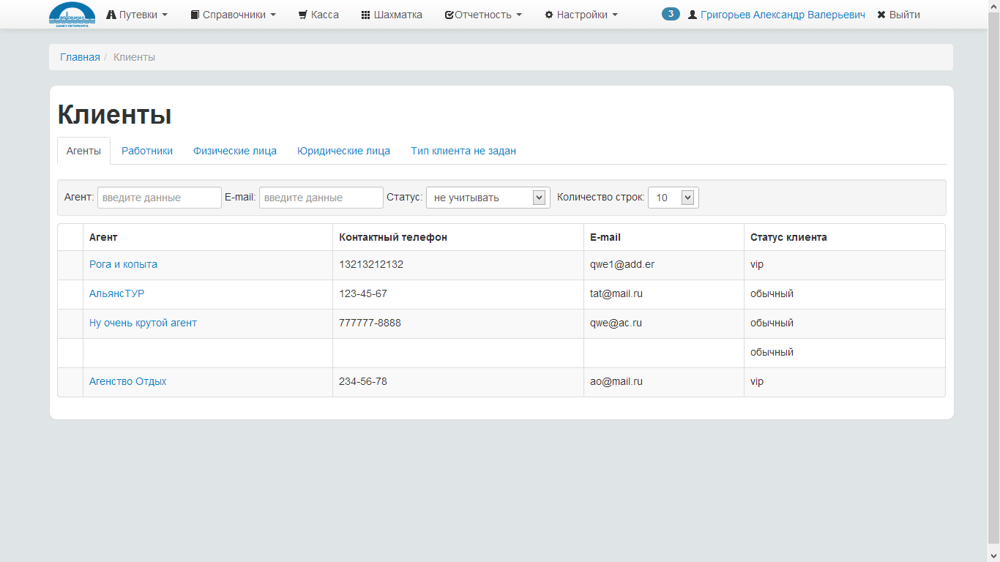 ВОДОКАНАЛ
САНКТ-ПЕТЕРБУРГА
Путевки Справочники Касса Шахматка Отчетность Настройки 3 Григорьев Александр Валерьевич Выйти
Главная / Клиенты
Клиенты
Агенты Работники Физические лица Юридические лица Тип клиента не задан
Агент: введите данные E-mail: введите данные Статус: не учитывать Количество строк: 10
Агент Контактный телефон E-mail Статус клиента
Рога и копыта 13213212132 qwe1@add.er vip
АльянсТУР 123-45-67 tat@mail.ru обычный
Ну очень крутой агент 777777-8888 qwe@ac.ru обычный
обычный
Агенство Отдых 234-56-78 ao@mail.ru vip